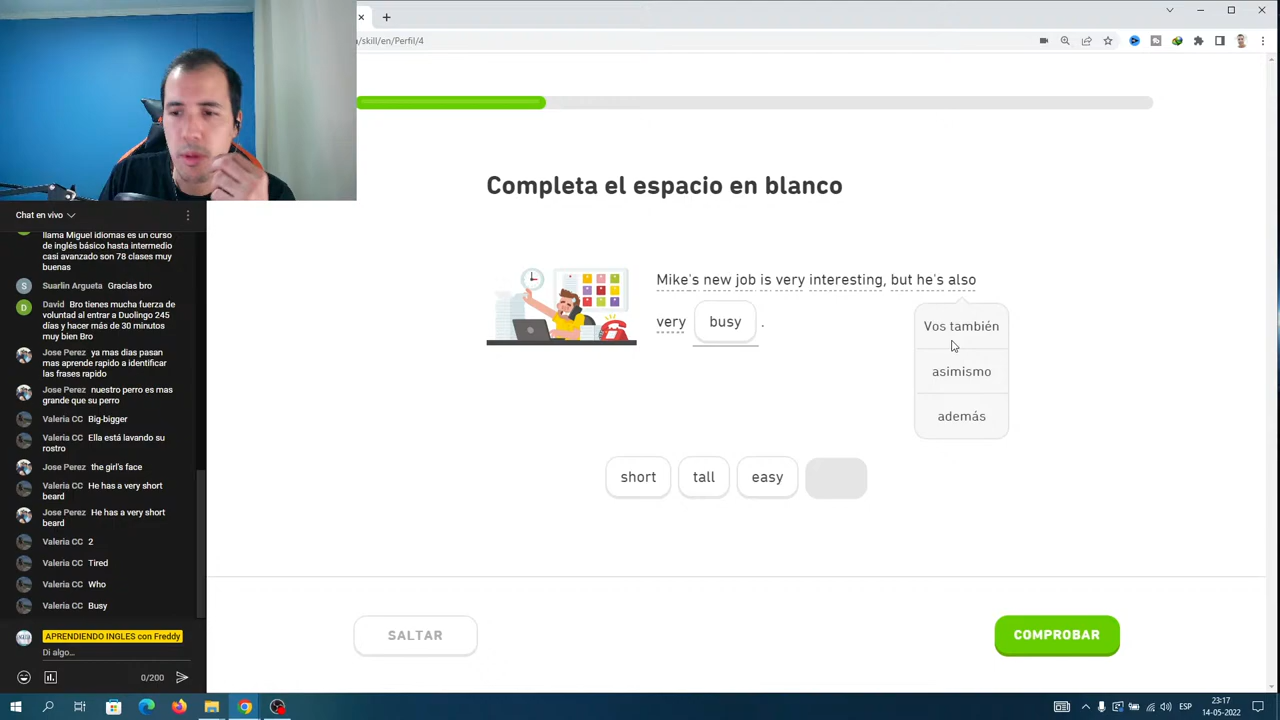 g/skill/en/Perfil/4
Completa el espacio en blanco
Mike's new job is very interesting, but he's also
very busy .
Vos también
asimismo
además
short tall easy
SALTAR
COMPROBAR
Chat en vivo
llama Miguel idiomas es un curso
de inglés básico hasta intermedio
casi avanzado son 78 clases muy
buenas
S Suarlin Argueta Gracias bro
D David Bro tienes mucha fuerza de
voluntad al entrar a Duolingo 245
días y hacer más de 30 minutos
muy bien Bro
Jose Perez ya mas dias pasan
mas aprende rapido a identificar
las frases rapido
Jose Perez nuestro perro es mas
grande que su perro
Valeria CC Big-bigger
Valeria CC Ella está lavando su
rostro
Jose Perez the girl's face
Valeria CC He has a very short
beard
Jose Perez He has a very short
beard
Valeria CC 2
Valeria CC Tired
Valeria CC Who
Valeria CC Busy
APRENDIENDO INGLES con Freddy
Di algo...
0/200
ESP
23:17
14-05-2022